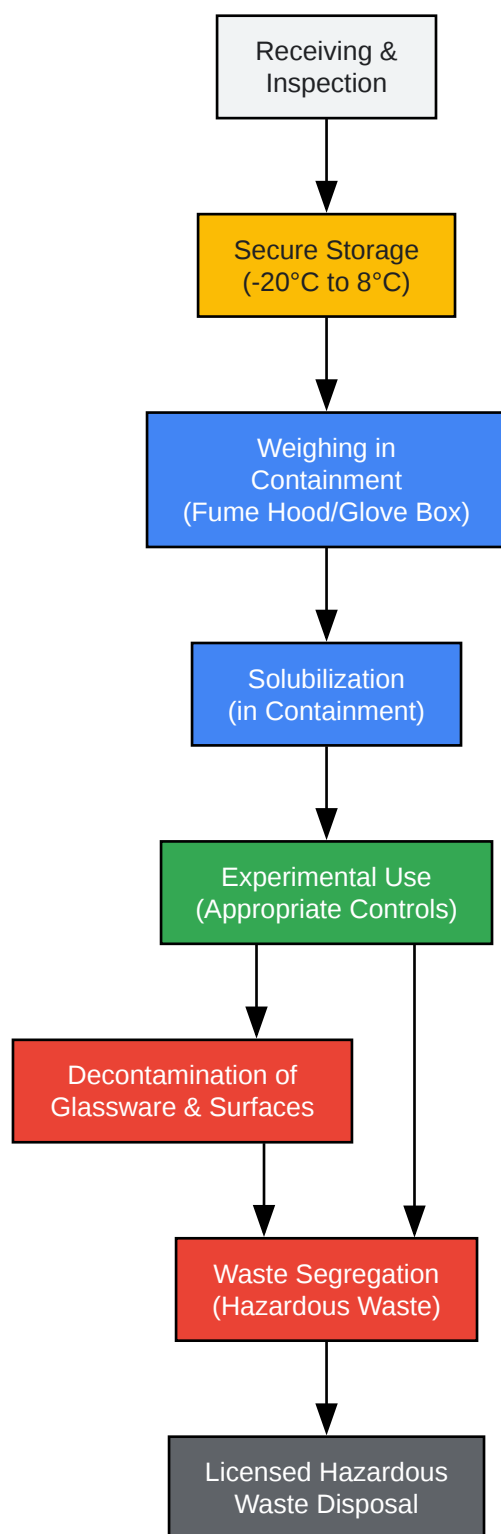 Receiving &
Inspection
Secure Storage
(-20°C to 8°C)
Weighing in
Containment
(Fume Hood/Glove Box)
Solubilization
(in Containment)
Experimental Use
(Appropriate Controls)
Decontamination of
Glassware & Surfaces
Waste Segregation
(Hazardous Waste)
Licensed Hazardous
Waste Disposal